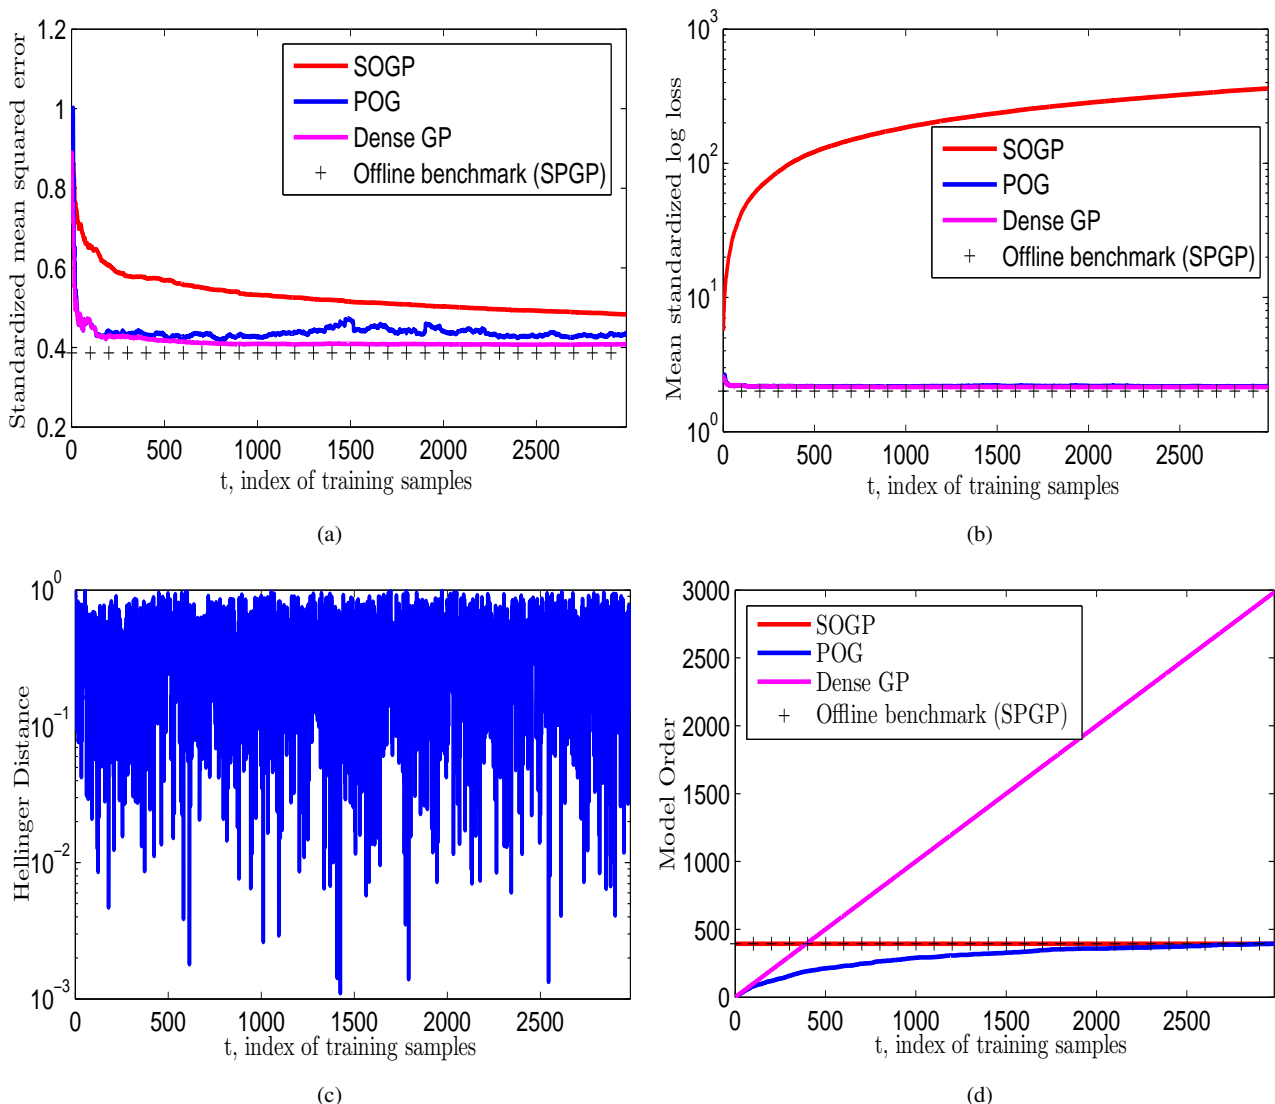 1.2
1
0.8
0.6
0.4
0.2
0
500
1000
1500
2000
2500
Standardized mean squared error
t, index of training samples
SOGP
POG
Dense GP
+ Offline benchmark (SPGP)
(a)
10^3
10^2
10^1
10^0
0
500
1000
1500
2000
2500
Mean standardized log loss
t, index of training samples
SOGP
POG
Dense GP
+ Offline benchmark (SPGP)
(b)
10^0
10^-1
10^-2
10^-3
0
500
1000
1500
2000
2500
Hellinger Distance
t, index of training samples
(c)
3000
2500
2000
1500
1000
500
0
0
500
1000
1500
2000
2500
Model Order
t, index of training samples
SOGP
POG
Dense GP
+ Offline benchmark (SPGP)
(d)